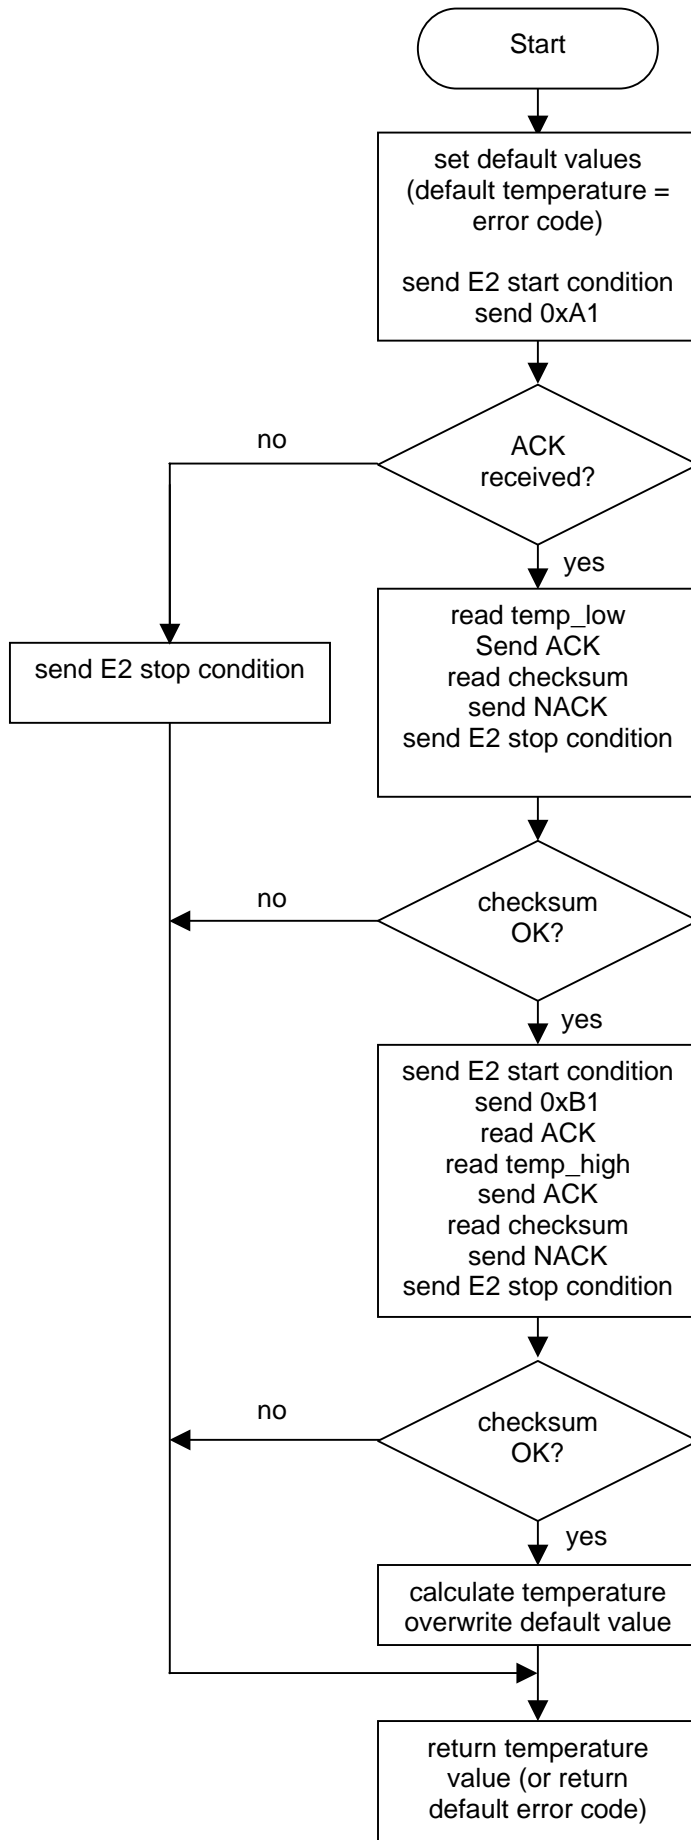 Start
set default values
(default temperature =
error code)
send E2 start condition
send 0xA1
no
ACK
received?
yes
read temp_low
Send ACK
read checksum
send NACK
send E2 stop condition
send E2 stop condition
no
checksum
OK?
yes
send E2 start condition
send 0xB1
read ACK
read temp_high
send ACK
read checksum
send NACK
send E2 stop condition
no
checksum
OK?
yes
calculate temperature
overwrite default value
return temperature
value (or return
default error code)